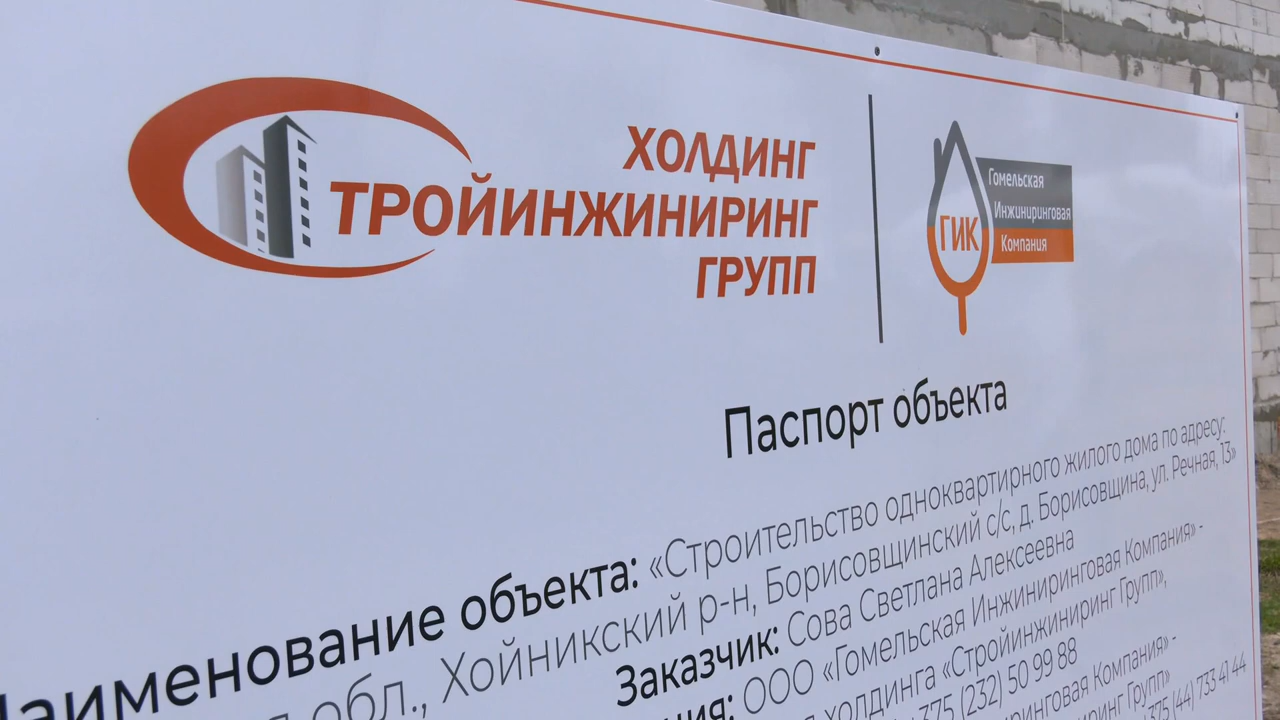 ХОЛДИНГ
ТРОЙИНЖИНИРИНГ
ГРУПП
Гомельская
Инжиниринговая
Компания
ГИК
Паспорт объекта
Наименование объекта: «Строительство одноквартирного жилого дома по адресу:
обл., Хойникский р-н, Борисовщинский с/с, д. Борисовщина, ул. Речная, 13»
Заказчик: Сова Светлана Алексеевна
ООО «Гомельская Инжиниринговая Компания» -
холдинга «Стройинжиниринг Групп»,
375 (232) 50 99 88
Компания» -
Групп»
375 (44) 733 41 44